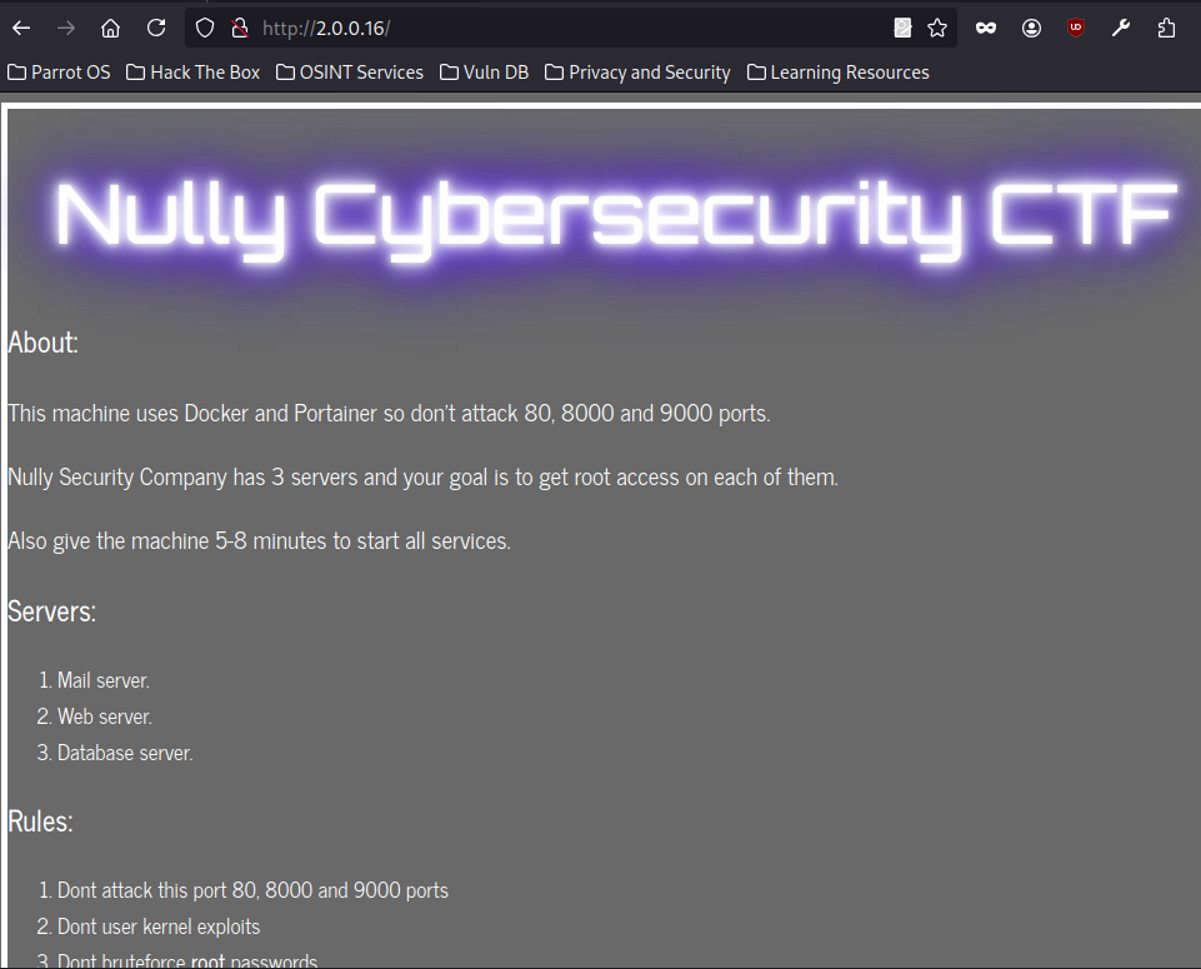 http://2.0.0.16/
Parrot OS Hack The Box OSINT Services Vuln DB Privacy and Security Learning Resources
Nully Cybersecurity CTF
About:
This machine uses Docker and Portainer so don't attack 80, 8000 and 9000 ports.
Nully Security Company has 3 servers and your goal is to get root access on each of them.
Also give the machine 5-8 minutes to start all services.
Servers:
1. Mail server.
2. Web server.
3. Database server.
Rules:
1. Dont attack this port 80, 8000 and 9000 ports
2. Dont user kernel exploits
3. Dont bruteforce root passwords